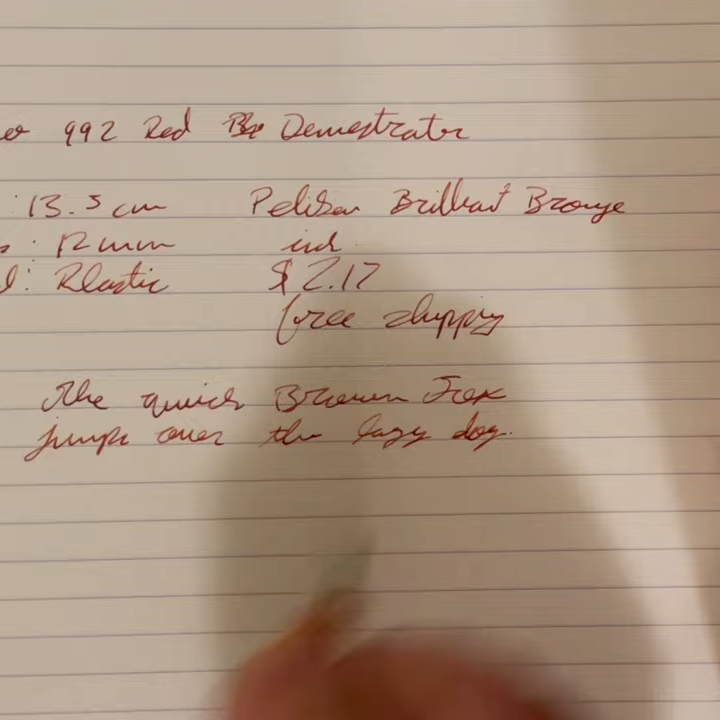 992 Red Demostrator
: 13.5 cm Pelikan Brilliant Bronze
: 12 mm ink
: Plastic $2.17
free shipping
The quick Brown Fox
jumps over the lazy dog.